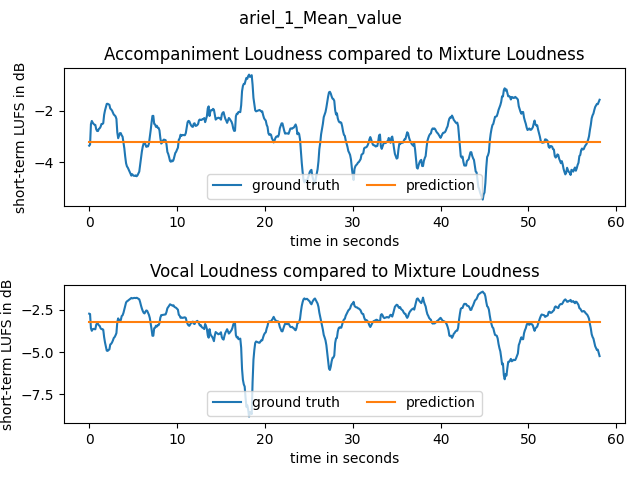 ariel_1_Mean_value
Accompaniment Loudness compared to Mixture Loudness
short-term LUFS in dB
−2
−4
ground truth
prediction
0 10 20 30 40 50 60
time in seconds
Vocal Loudness compared to Mixture Loudness
short-term LUFS in dB
−2.5
−5.0
−7.5
ground truth
prediction
0 10 20 30 40 50 60
time in seconds